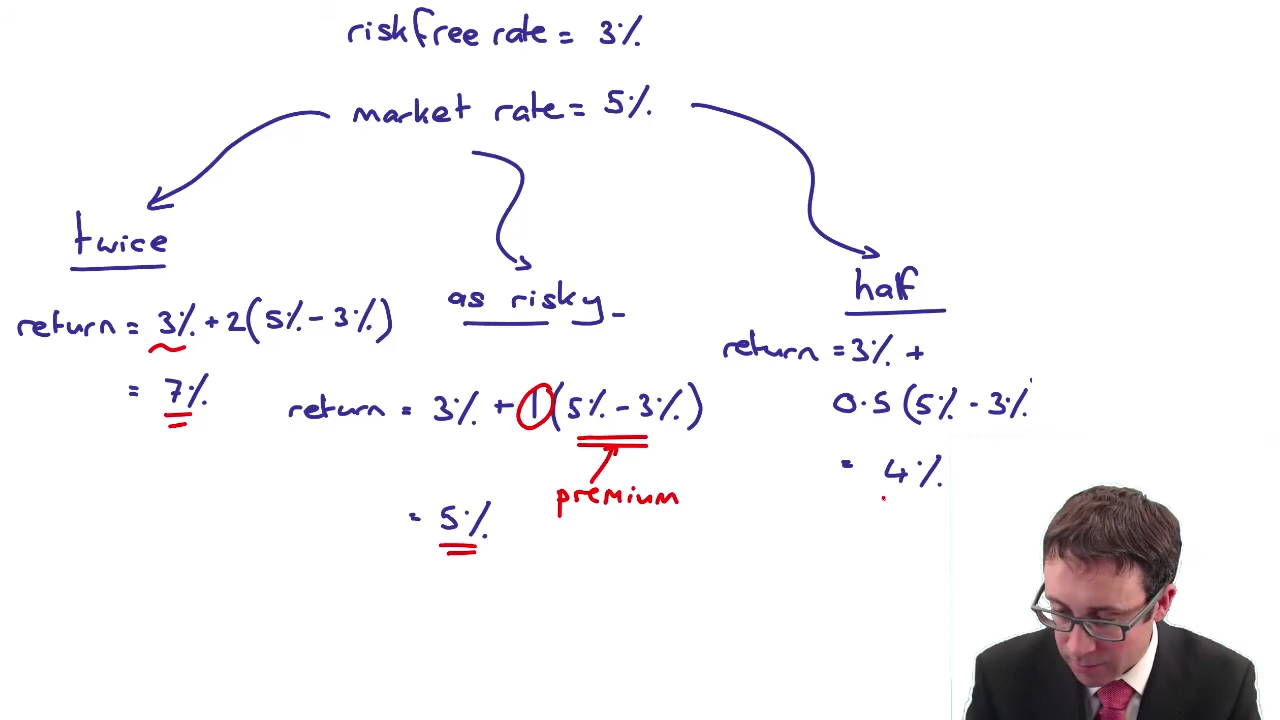 riskfree rate = 3%
market rate = 5%
twice
return = 3% + 2(5% - 3%)
= 7%
as risky
return = 3% + 1(5% - 3%)
premium
= 5%
half
return = 3% +
0.5 (5% - 3%
= 4%